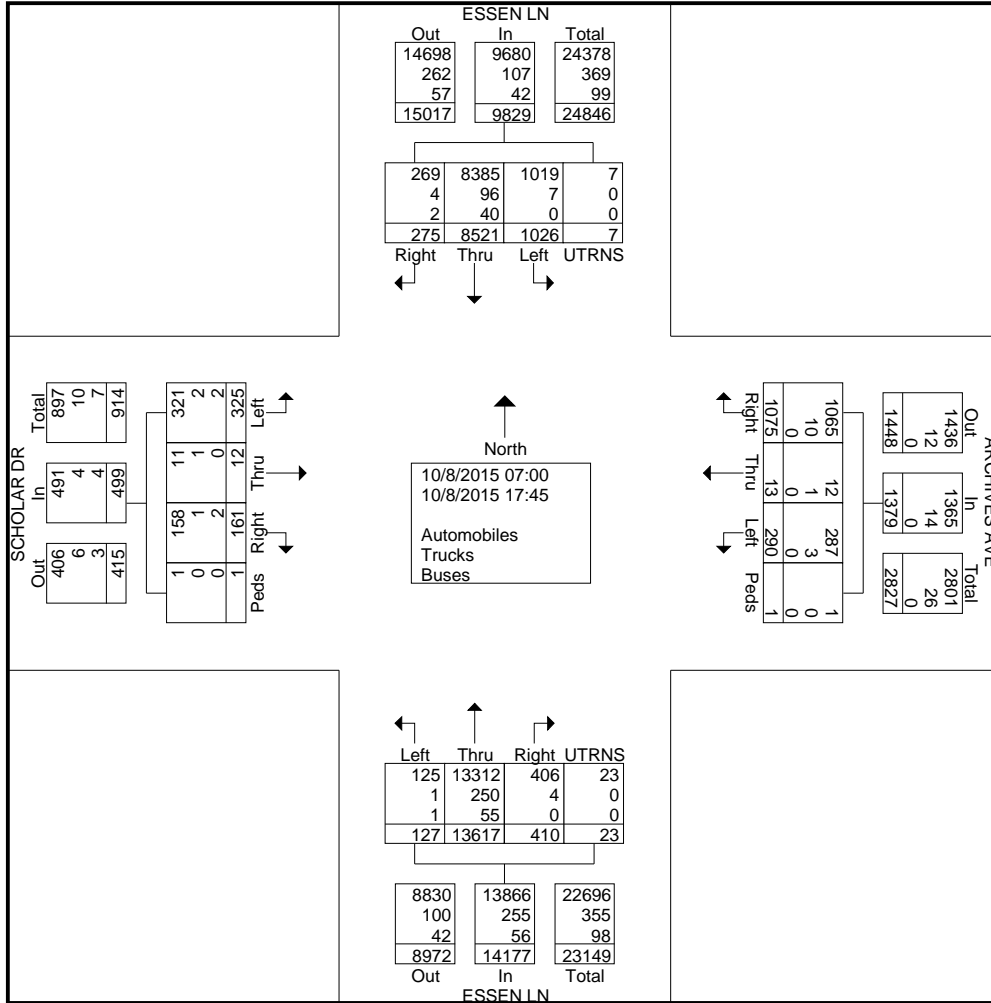 ESSEN LN
Out In Total
14698 9680 24378
262 107 369
57 42 99
15017 9829 24846
269 8385 1019 7
4 96 7 0
2 40 0 0
275 8521 1026 7
Right Thru Left UTRNS
SCHOLAR DR
Total In Out
897 491 406
10 4 6
7 4 3
914 499 415
321 11 158 1
2 1 1 0
2 0 2 0
325 12 161 1
Left Thru Right Peds
North
10/8/2015 07:00
10/8/2015 17:45
Automobiles
Trucks
Buses
Right Thru Left Peds
1065 12 287 1
10 1 3 0
0 0 0 0
1075 13 290 1
ARCHIVES AVE
Out In Total
1436 1365 2801
12 14 26
0 0 0
1448 1379 2827
Left Thru Right UTRNS
125 13312 406 23
1 250 4 0
1 55 0 0
127 13617 410 23
8830 13866 22696
100 255 355
42 56 98
8972 14177 23149
Out In Total
ESSEN LN